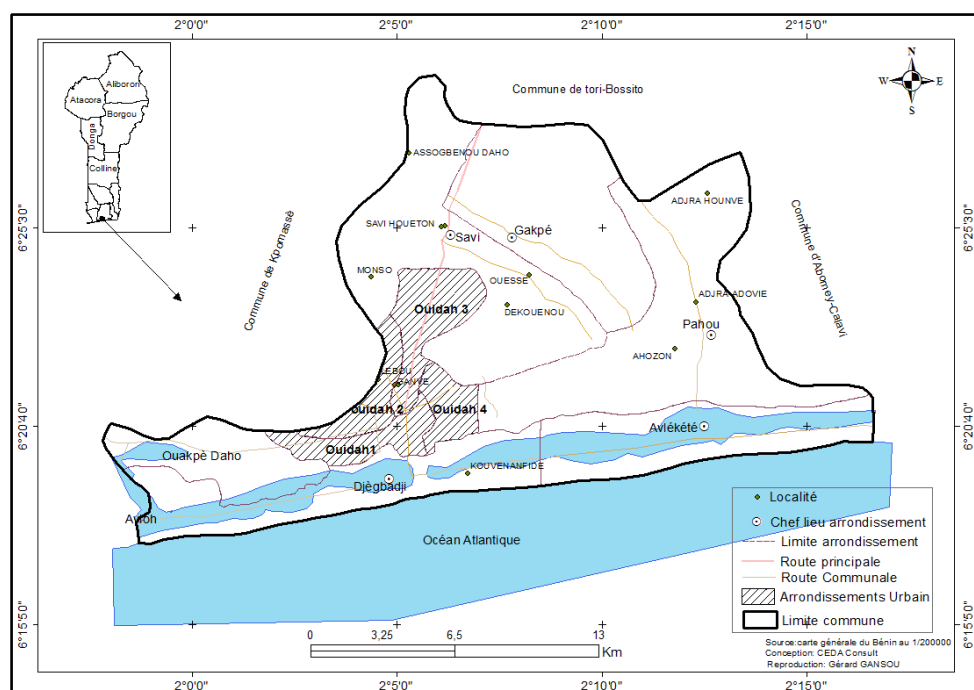 2°0'0"
2°5'0"
2°10'0"
2°15'0"
Aliborori
Atacora
Borgou
Donga
Colline
Commune de tori-Bossito
N
W
E
S
ASSOGBENOU DAHO
ADJRA HOUNVE
6°25'30"
6°25'30"
SAVI HOUETON
Savi
Gakpé
Commune de Kpomassè
Commune d'Abomey-Calavi
MONSO
OUESSE
Ouidah 3
DEKOUENOU
ADJRA ADOVIE
Pahou
AHOZON
LEBOU
GANVE
ouidah 2
Ouidah 4
6°20'40"
6°20'40"
Avlékété
Ouidah1
Ouakpè Daho
KOUVENANFIDE
Djègbadji
Avloh
Océan Atlantique
Localité
Chef lieu arrondissement
Limite arrondissement
Route principale
Route Communale
Arrondissements Urbain
Limite commune
6°15'50"
6°15'50"
0
3,25
6,5
13
Km
Source:carte générale du Bénin au 1/200000
Conception: CEDA Consult
Reproduction: Gérard GANSOU
2°0'0"
2°5'0"
2°10'0"
2°15'0"